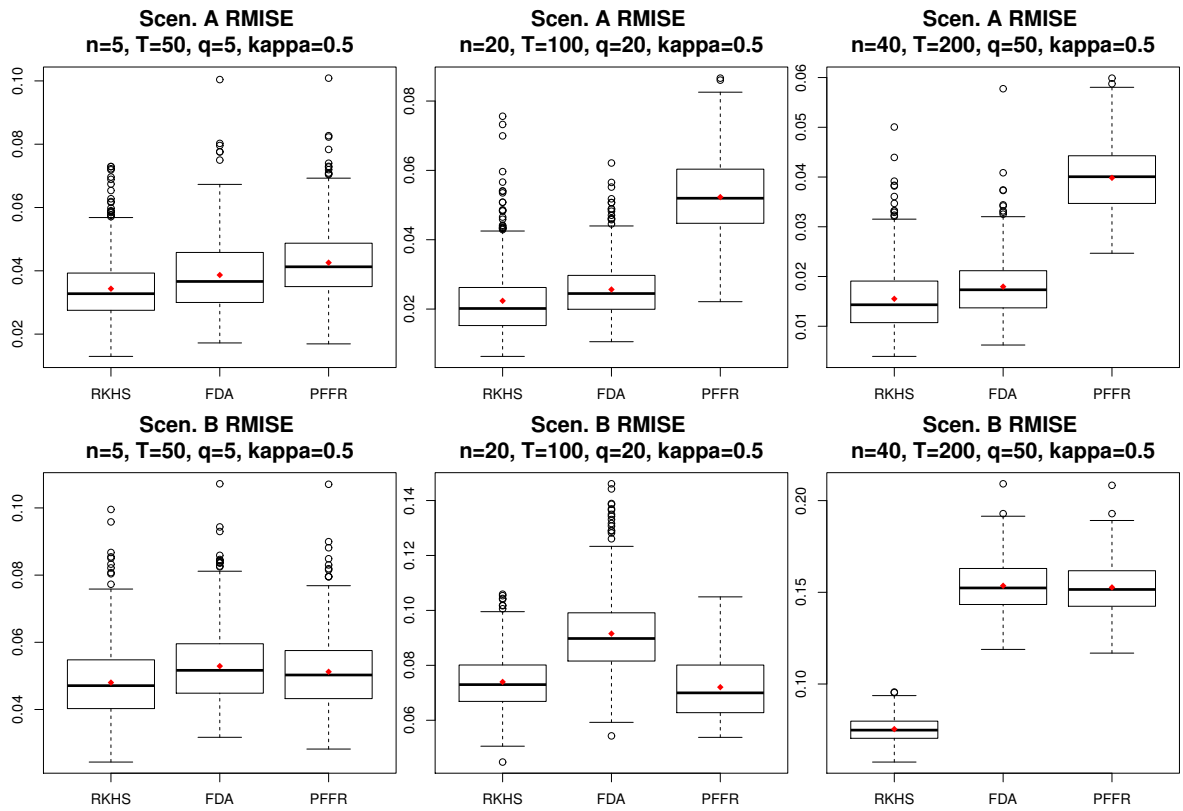 Scen. A RMISE
n=5, T=50, q=5, kappa=0.5
0.10
0.08
0.06
0.04
0.02
RKHS FDA PFFR
Scen. A RMISE
n=20, T=100, q=20, kappa=0.5
0.08
0.06
0.04
0.02
RKHS FDA PFFR
Scen. A RMISE
n=40, T=200, q=50, kappa=0.5
0.06
0.05
0.04
0.03
0.02
0.01
RKHS FDA PFFR
Scen. B RMISE
n=5, T=50, q=5, kappa=0.5
0.10
0.08
0.06
0.04
RKHS FDA PFFR
Scen. B RMISE
n=20, T=100, q=20, kappa=0.5
0.14
0.12
0.10
0.08
0.06
RKHS FDA PFFR
Scen. B RMISE
n=40, T=200, q=50, kappa=0.5
0.20
0.15
0.10
RKHS FDA PFFR